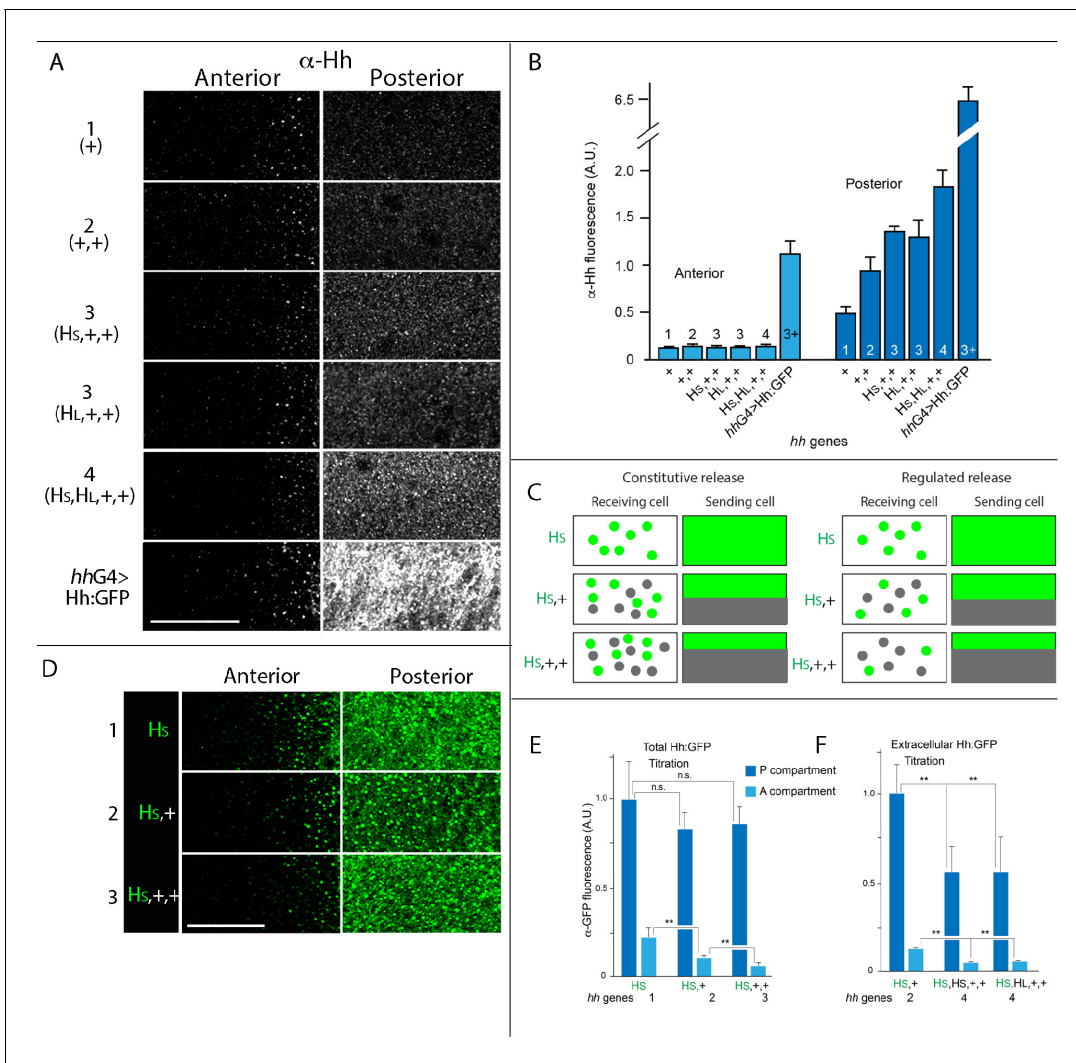 A
α-Hh
Anterior Posterior
1
(+)
2
(+,+)
3
(Hs,+,+)
3
(HL,+,+)
4
(Hs,HL,+,+)
hhG4>
Hh:GFP
B
α-Hh fluorescence (A.U.)
6.5
2.0
1.5
1.0
0.5
0
Anterior
Posterior
1 2 3 3 4 3+
1 2 3 3 4 3+
+ +,+ Hs,+,+ HL,+,+ Hs,HL,+,+ hhG4>Hh:GFP
+ +,+ Hs,+,+ HL,+,+ Hs,HL,+,+ hhG4>Hh:GFP
hh genes
C
Constitutive release Regulated release
Receiving cell Sending cell Receiving cell Sending cell
Hs Hs
Hs,+ Hs,+
Hs,+,+ Hs,+,+
D
Anterior Posterior
1 Hs
2 Hs,+
3 Hs,+,+
E
Total Hh:GFP
Titration
n.s.
n.s.
P compartment
A compartment
α-GFP fluorescence (A.U.)
1.0
0.5
0
**
**
HS HS,+ HS,+,+
hh genes 1 2 3
F
Extracellular Hh:GFP
Titration
** **
1.0
0.5
0
** **
HS,+ HS,HS,+,+ HS,HL,+,+
hh genes 2 4 4